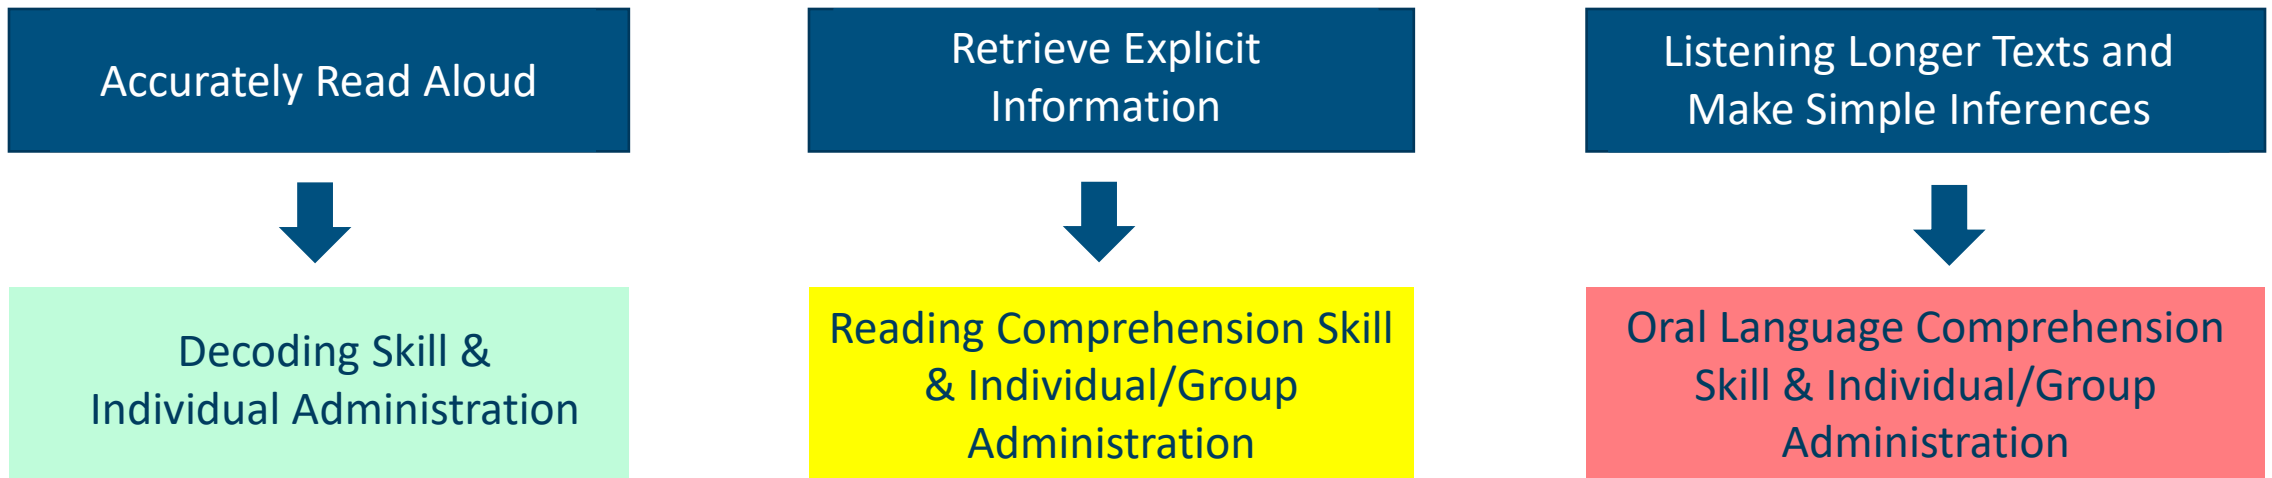 Accurately Read Aloud
Retrieve Explicit
Information
Listening Longer Texts and
Make Simple Inferences
Decoding Skill &
Individual Administration
Reading Comprehension Skill
& Individual/Group
Administration
Oral Language Comprehension
Skill & Individual/Group
Administration